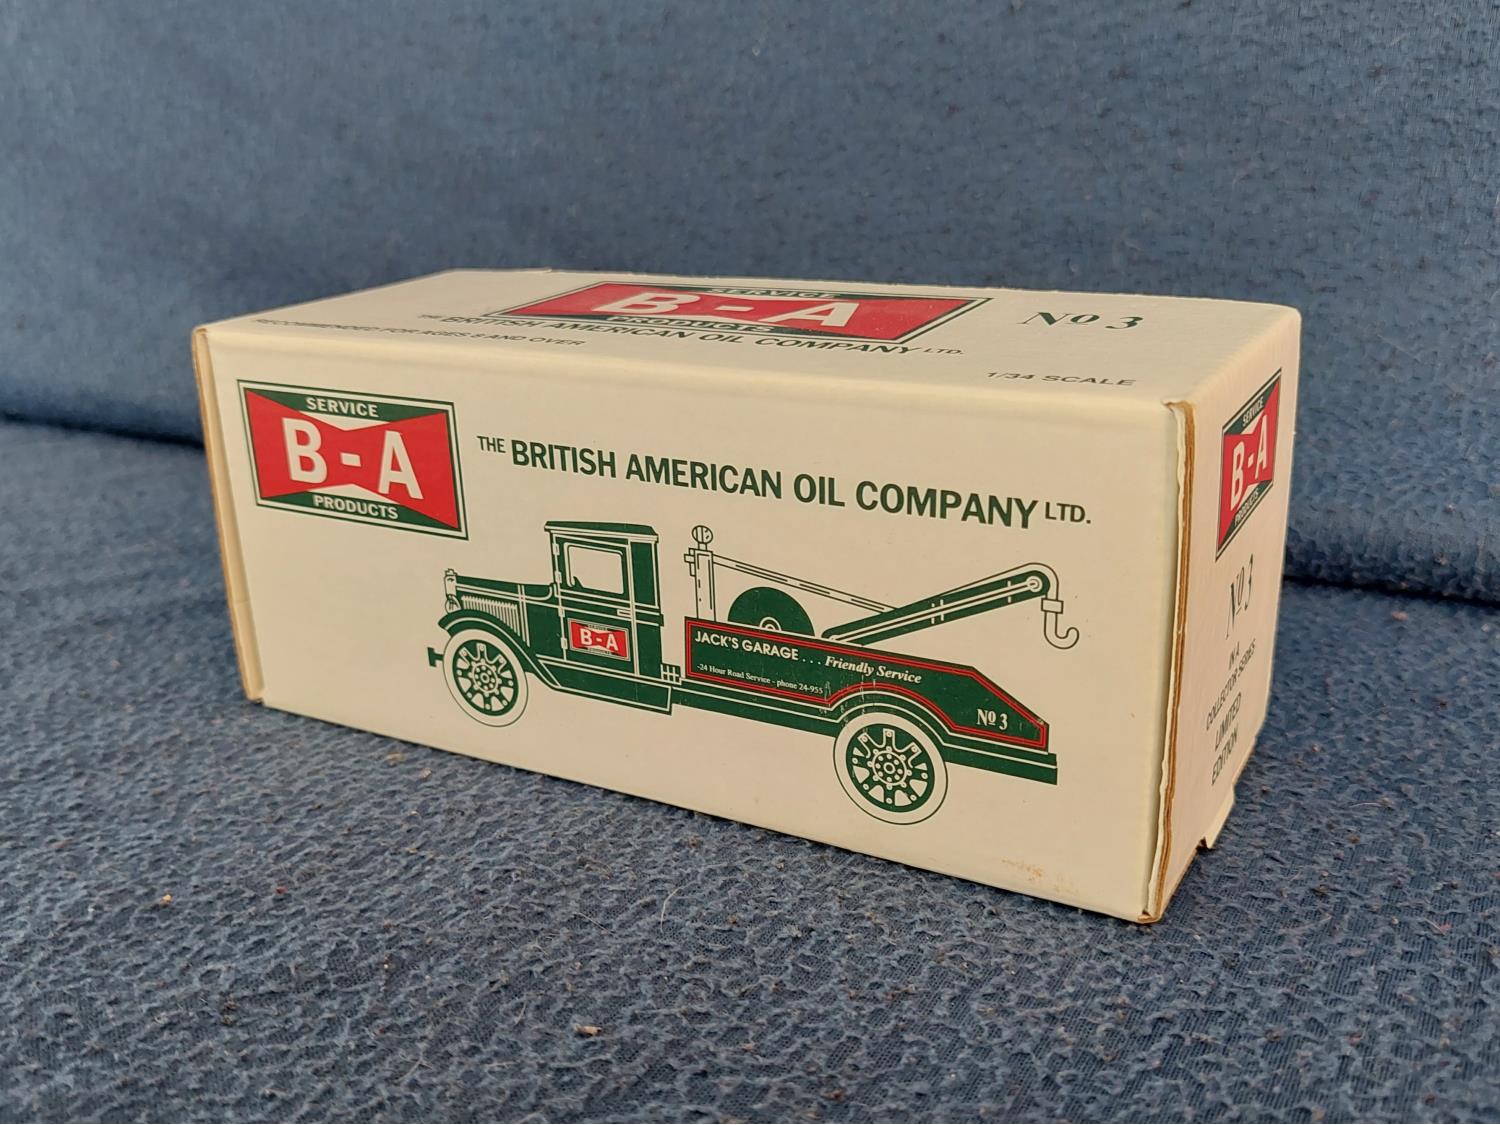 SERVICE
B-A
PRODUCTS
No 3
THE BRITISH AMERICAN OIL COMPANY LTD.
RECOMMENDED FOR AGES 8 AND OVER
1/34 SCALE
SERVICE
B-A
PRODUCTS
THE BRITISH AMERICAN OIL COMPANY LTD.
SERVICE
B-A
PRODUCTS
JACK'S GARAGE... Friendly Service
-24 Hour Road Service - phone 24-955
No 3
SERVICE
B-A
PRODUCTS
No 3
IN A
COLLECTOR SERIES
LIMITED
EDITION